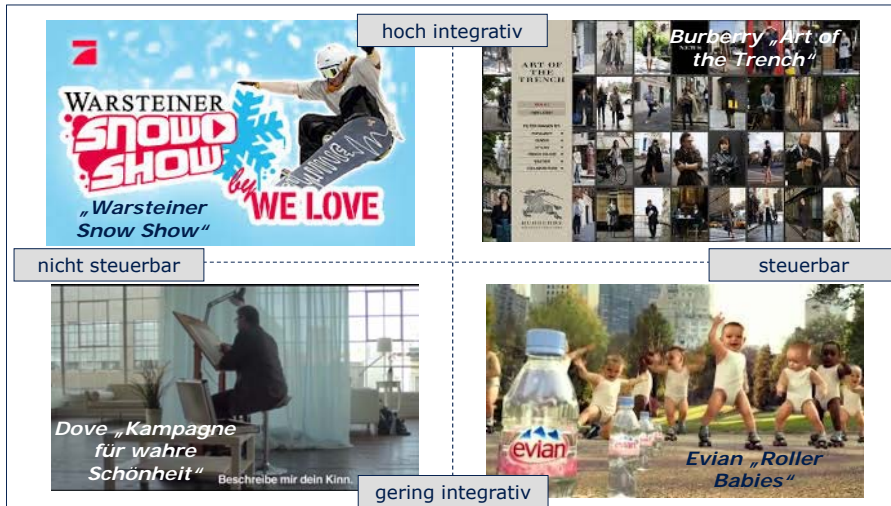 hoch integrativ
WARSTEINER
SNOW
SHOW
by
WE LOVE
„Warsteiner
Snow Show“
Burberry „Art of
the Trench“
ART OF
THE
TRENCH
BURBERRY
nicht steuerbar
steuerbar
Dove „Kampagne
für wahre
Schönheit“
Beschreibe mir dein Kinn.
evian
evian
Evian „Roller
Babies“
gering integrativ